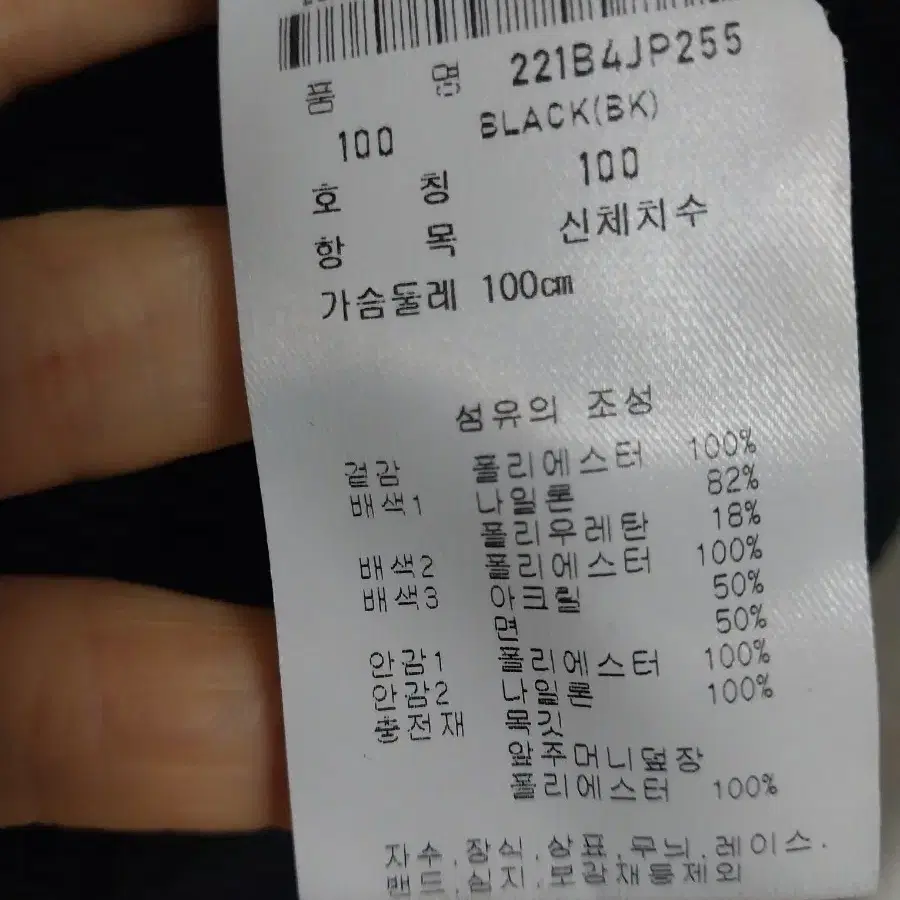 품 명 221B4JP255
100 BLACK(BK)
호 칭 100
항 목 신체치수
가슴둘레 100cm
섬유의 조성
겉감 폴리에스터 100%
배색1 나일론 82%
폴리우레탄 18%
배색2 폴리에스터 100%
배색3 아크릴 50%
면 50%
안감1 폴리에스터 100%
안감2 나일론 100%
충전재 목깃
앞주머니덮장
폴리에스터 100%
자수.장식.상표.무늬.레이스.
밴드.심지.보강재등제외